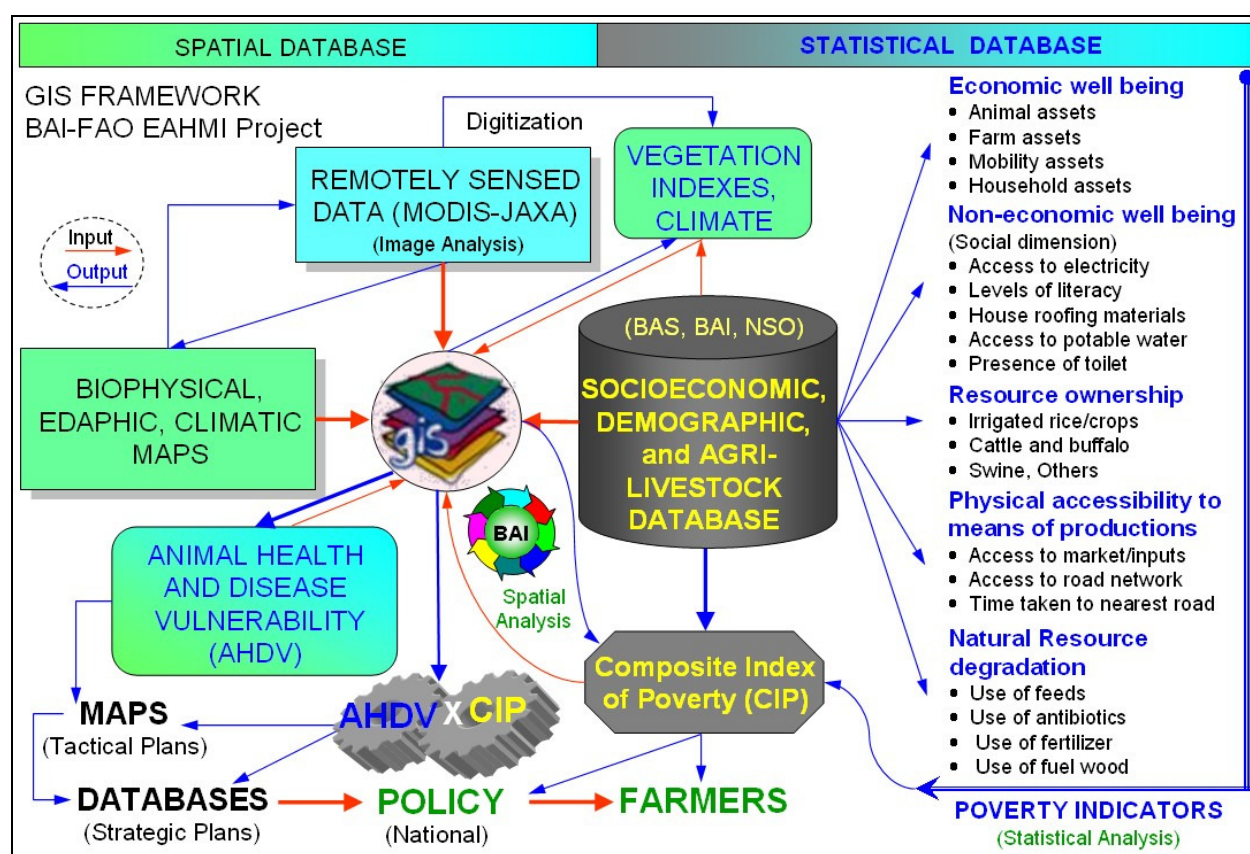 SPATIAL DATABASE
STATISTICAL DATABASE
GIS FRAMEWORK
BAI-FAO EAHMI Project
Digitization
REMOTELY SENSED
DATA (MODIS-JAXA)
(Image Analysis)
VEGETATION
INDEXES,
CLIMATE
Input
Output
BIOPHYSICAL,
EDAPHIC, CLIMATIC
MAPS
gis
(BAS, BAI, NSO)
SOCIOECONOMIC,
DEMOGRAPHIC,
and AGRI-
LIVESTOCK
DATABASE
BAI
Spatial
Analysis
ANIMAL HEALTH
AND DISEASE
VULNERABILITY
(AHDV)
Composite Index
of Poverty (CIP)
AHDV X CIP
MAPS
(Tactical Plans)
DATABASES
(Strategic Plans)
POLICY
(National)
FARMERS
Economic well being
• Animal assets
• Farm assets
• Mobility assets
• Household assets
Non-economic well being
(Social dimension)
• Access to electricity
• Levels of literacy
• House roofing materials
• Access to potable water
• Presence of toilet
Resource ownership
• Irrigated rice/crops
• Cattle and buffalo
• Swine, Others
Physical accessibility to
means of productions
• Access to market/inputs
• Access to road network
• Time taken to nearest road
Natural Resource
degradation
• Use of feeds
• Use of antibiotics
• Use of fertilizer
• Use of fuel wood
POVERTY INDICATORS
(Statistical Analysis)